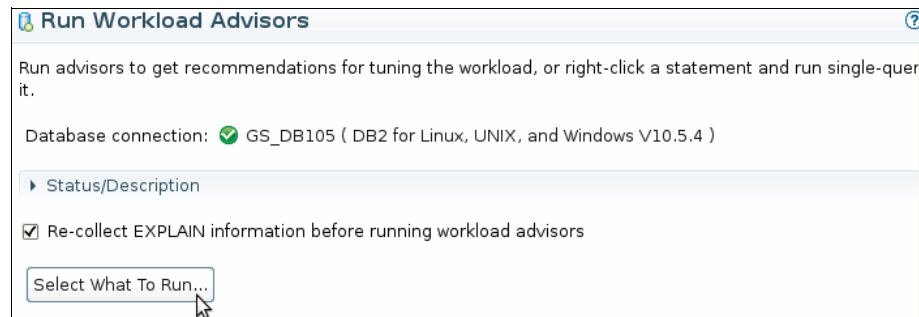 Run Workload Advisors
Run advisors to get recommendations for tuning the workload, or right-click a statement and run single-quer
it.
Database connection: GS_DB105 ( DB2 for Linux, UNIX, and Windows V10.5.4 )
Status/Description
Re-collect EXPLAIN information before running workload advisors
Select What To Run...